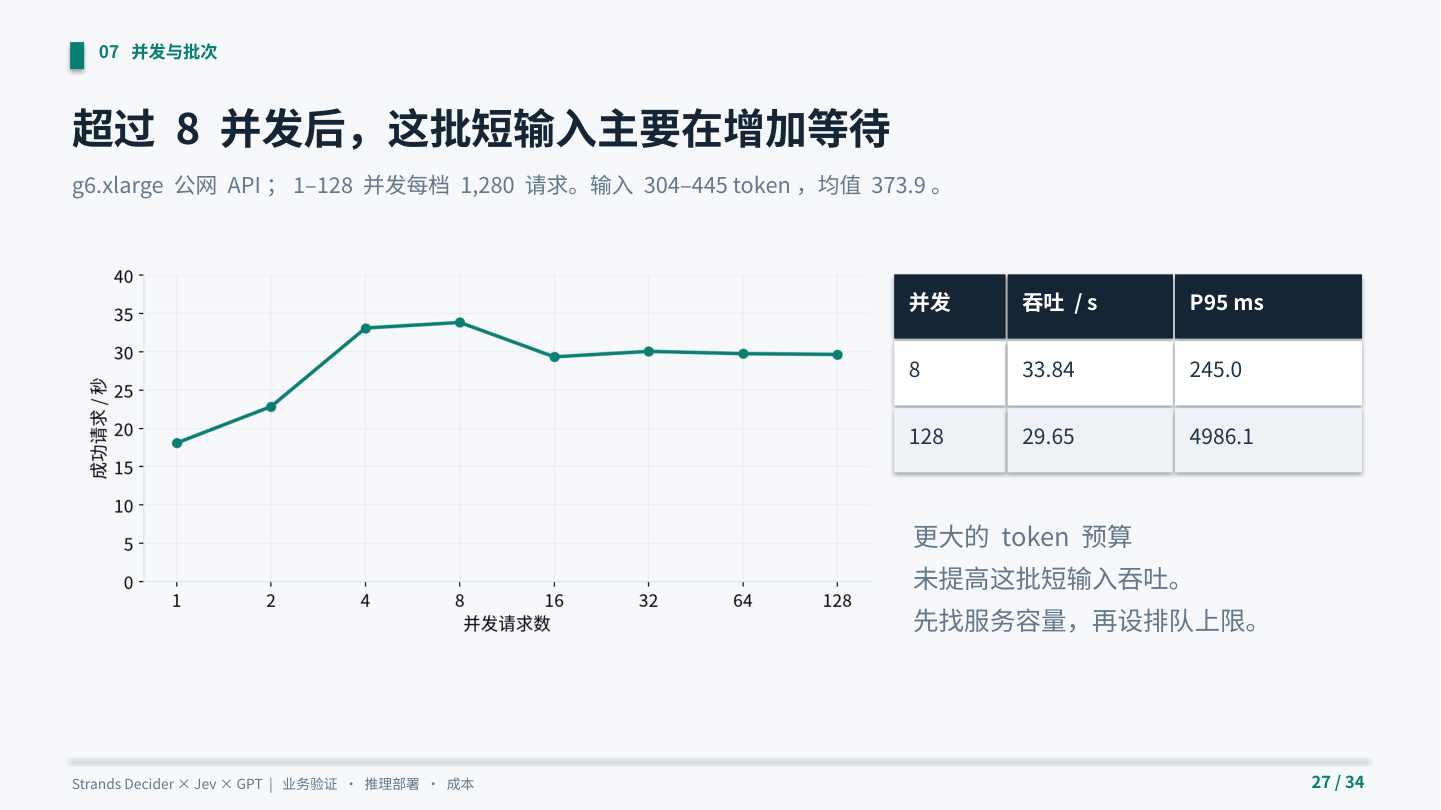 07 并发与批次
超过 8 并发后，这批短输入主要在增加等待
g6.xlarge 公网 API； 1–128 并发每档 1,280 请求。输入 304–445 token，均值 373.9。
成功请求 / 秒
40
35
30
25
20
15
10
5
0
1 2 4 8 16 32 64 128
并发请求数
并发 吞吐 / s P95 ms
8 33.84 245.0
128 29.65 4986.1
更大的 token 预算
未提高这批短输入吞吐。
先找服务容量，再设排队上限。
Strands Decider × Jev × GPT | 业务验证 · 推理部署 · 成本
27 / 34